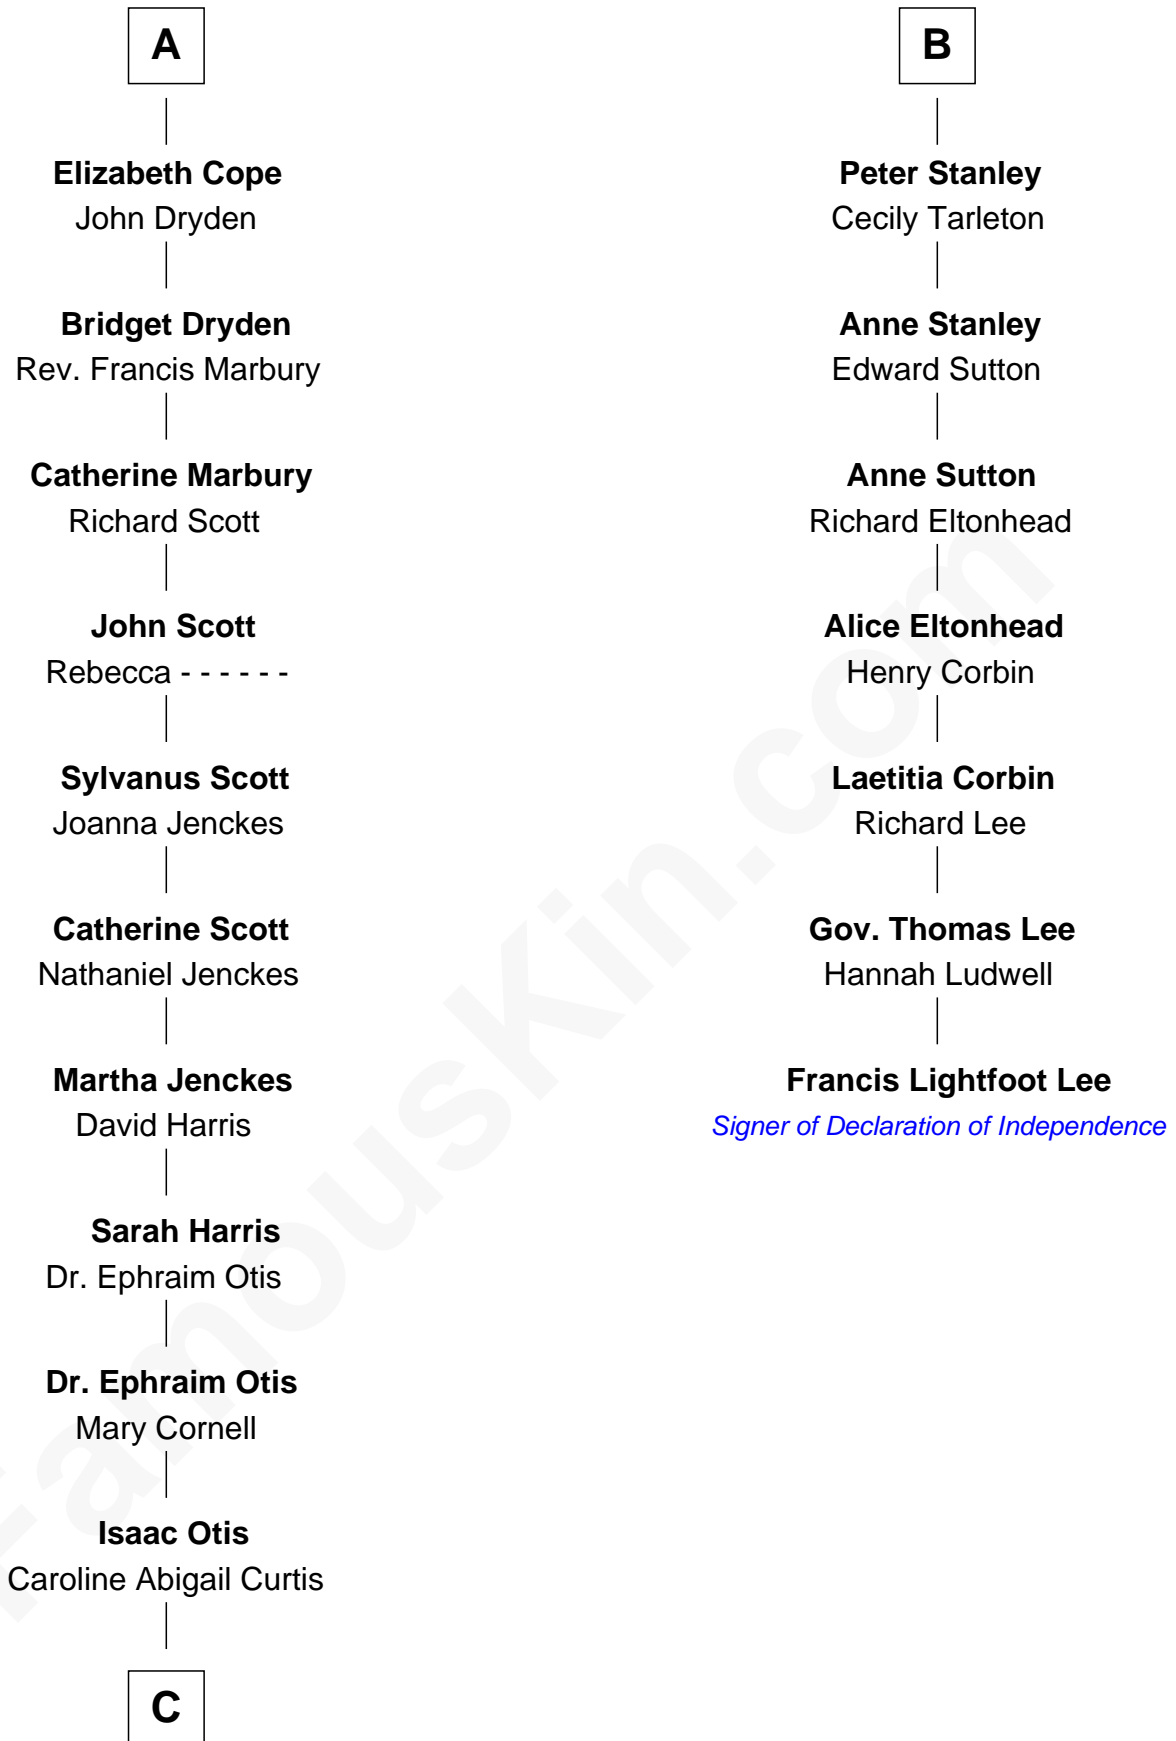 A
Elizabeth Cope
John Dryden
Bridget Dryden
Rev. Francis Marbury
Catherine Marbury
Richard Scott
John Scott
Rebecca - - - - - -
Sylvanus Scott
Joanna Jenckes
Catherine Scott
Nathaniel Jenckes
Martha Jenckes
David Harris
Sarah Harris
Dr. Ephraim Otis
Dr. Ephraim Otis
Mary Cornell
Isaac Otis
Caroline Abigail Curtis
C
B
Peter Stanley
Cecily Tarleton
Anne Stanley
Edward Sutton
Anne Sutton
Richard Eltonhead
Alice Eltonhead
Henry Corbin
Laetitia Corbin
Richard Lee
Gov. Thomas Lee
Hannah Ludwell
Francis Lightfoot Lee
Signer of Declaration of Independence
FamousKin.com